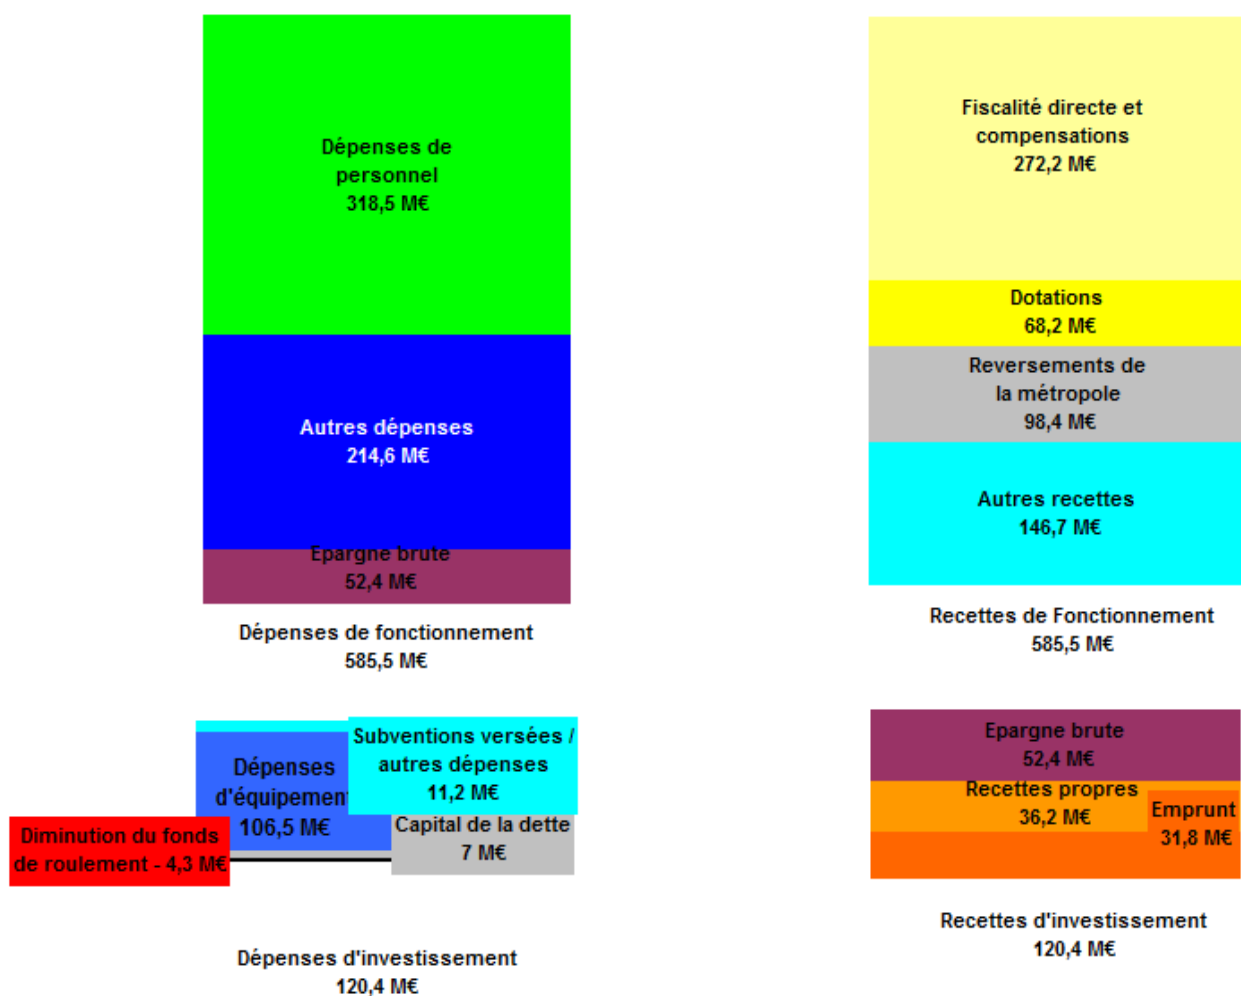 Dépenses de
personnel
318,5 M€
Autres dépenses
214,6 M€
Epargne brute
52,4 M€
Dépenses de fonctionnement
585,5 M€
Fiscalité directe et
compensations
272,2 M€
Dotations
68,2 M€
Reversements de
la métropole
98,4 M€
Autres recettes
146,7 M€
Recettes de Fonctionnement
585,5 M€
Subventions versées /
autres dépenses
11,2 M€
Dépenses
d'équipement
106,5 M€
Capital de la dette
7 M€
Diminution du fonds
de roulement - 4,3 M€
Dépenses d'investissement
120,4 M€
Epargne brute
52,4 M€
Recettes propres
36,2 M€
Emprunt
31,8 M€
Recettes d'investissement
120,4 M€